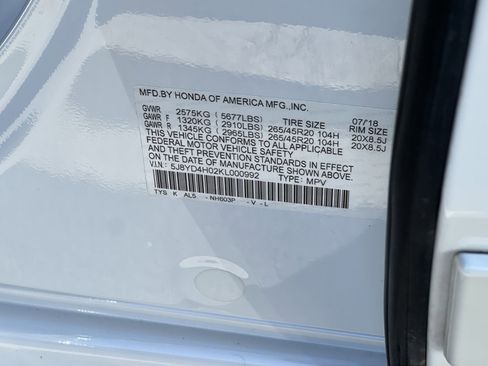 MFD.BY HONDA OF AMERICA MFG.,INC.
07/18
GVWR 2575KG ( 5677LBS) TIRE SIZE RIM SIZE
GAWR F 1320KG ( 2910LBS) 265/45R20 104H 20X8.5J
GAWR R 1345KG ( 2965LBS) 265/45R20 104H 20X8.5J
THIS VEHICLE CONFORMS TO ALL APPLICABLE
FEDERAL MOTOR VEHICLE SAFETY
AND THEFT PREVENTION STANDARDS IN EFFECT
ON THE DATE OF MANUFACTURE SHOWN ABOVE.
V.I.N: 5J8YD4H02KL000992 TYPE: MPV
TYS K AL5 - NH603P - V - L